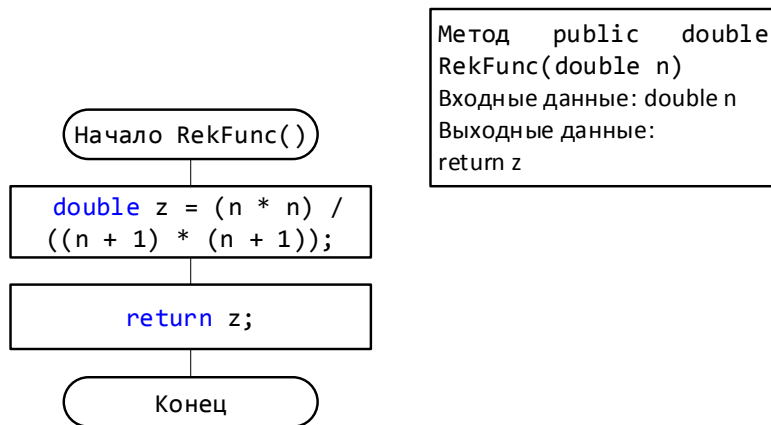 Начало RekFunc()
double z = (n * n) /
((n + 1) * (n + 1));
return z;
Конец
Метод public double
RekFunc(double n)
Входные данные: double n
Выходные данные:
return z